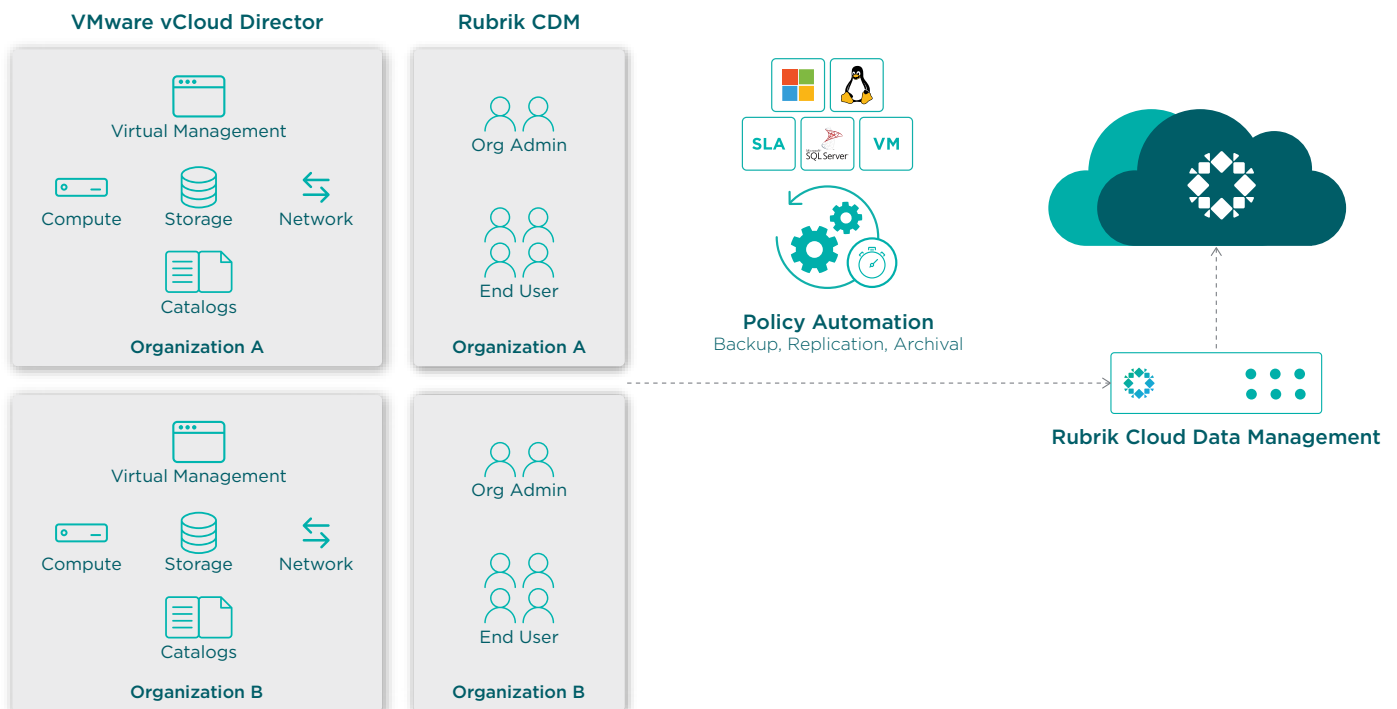 VMware vCloud Director
Rubrik CDM
Virtual Management
Compute
Storage
Network
Catalogs
Organization A
Org Admin
End User
Organization A
SLA
Microsoft
SQL Server
VM
Policy Automation
Backup, Replication, Archival
Rubrik Cloud Data Management
Virtual Management
Compute
Storage
Network
Catalogs
Organization B
Org Admin
End User
Organization B